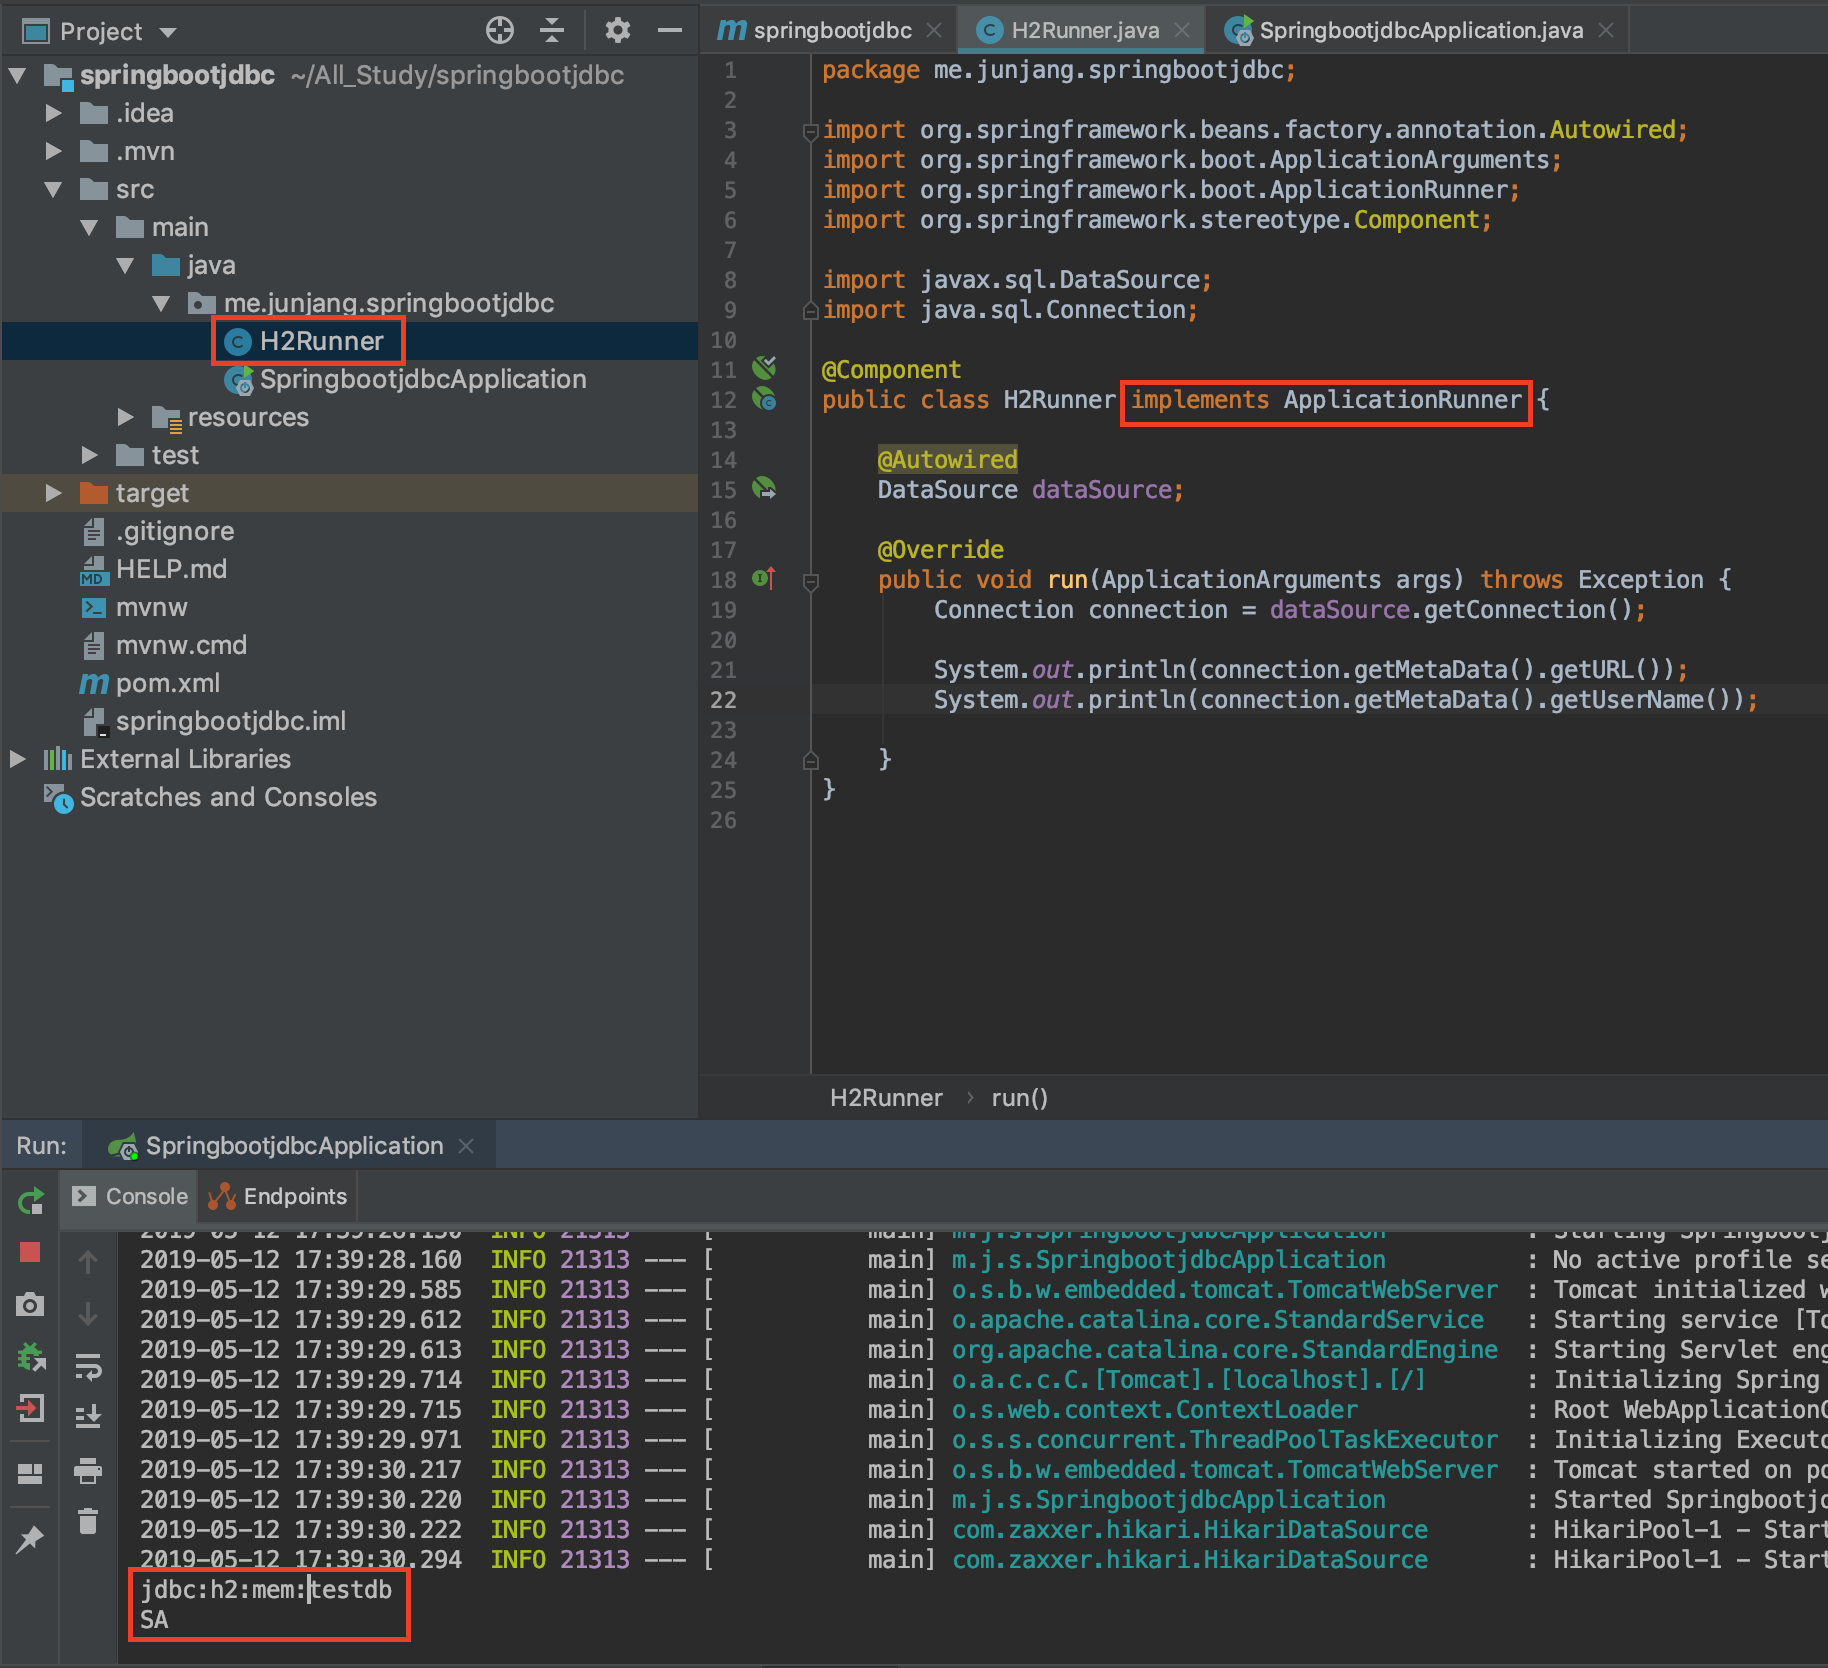 Project
springbootjdbc ~/All_Study/springbootjdbc
.idea
.mvn
src
main
java
me.junjang.springbootjdbc
H2Runner
SpringbootjdbcApplication
resources
test
target
.gitignore
HELP.md
mvnw
mvnw.cmd
pom.xml
springbootjdbc.iml
External Libraries
Scratches and Consoles
springbootjdbc H2Runner.java SpringbootjdbcApplication.java
1 package me.junjang.springbootjdbc;
2
3 import org.springframework.beans.factory.annotation.Autowired;
4 import org.springframework.boot.ApplicationArguments;
5 import org.springframework.boot.ApplicationRunner;
6 import org.springframework.stereotype.Component;
7
8 import javax.sql.DataSource;
9 import java.sql.Connection;
10
11 @Component
12 public class H2Runner implements ApplicationRunner {
13
14 @Autowired
15 DataSource dataSource;
16
17 @Override
18 public void run(ApplicationArguments args) throws Exception {
19 Connection connection = dataSource.getConnection();
20
21 System.out.println(connection.getMetaData().getURL());
22 System.out.println(connection.getMetaData().getUserName());
23
24 }
25 }
26
H2Runner › run()
Run: SpringbootjdbcApplication
Console Endpoints
2019-05-12 17:39:28.160 INFO 21313 --- [ main] m.j.s.SpringbootjdbcApplication : No active profile se
2019-05-12 17:39:29.585 INFO 21313 --- [ main] o.s.b.w.embedded.tomcat.TomcatWebServer : Tomcat initialized w
2019-05-12 17:39:29.612 INFO 21313 --- [ main] o.apache.catalina.core.StandardService : Starting service [To
2019-05-12 17:39:29.613 INFO 21313 --- [ main] org.apache.catalina.core.StandardEngine : Starting Servlet eng
2019-05-12 17:39:29.714 INFO 21313 --- [ main] o.a.c.c.C.[Tomcat].[localhost].[/] : Initializing Spring
2019-05-12 17:39:29.715 INFO 21313 --- [ main] o.s.web.context.ContextLoader : Root WebApplicationC
2019-05-12 17:39:29.971 INFO 21313 --- [ main] o.s.s.concurrent.ThreadPoolTaskExecutor : Initializing Executo
2019-05-12 17:39:30.217 INFO 21313 --- [ main] o.s.b.w.embedded.tomcat.TomcatWebServer : Tomcat started on po
2019-05-12 17:39:30.220 INFO 21313 --- [ main] m.j.s.SpringbootjdbcApplication : Started Springbootjd
2019-05-12 17:39:30.222 INFO 21313 --- [ main] com.zaxxer.hikari.HikariDataSource : HikariPool-1 - Start
2019-05-12 17:39:30.294 INFO 21313 --- [ main] com.zaxxer.hikari.HikariDataSource : HikariPool-1 - Start
jdbc:h2:mem:testdb
SA